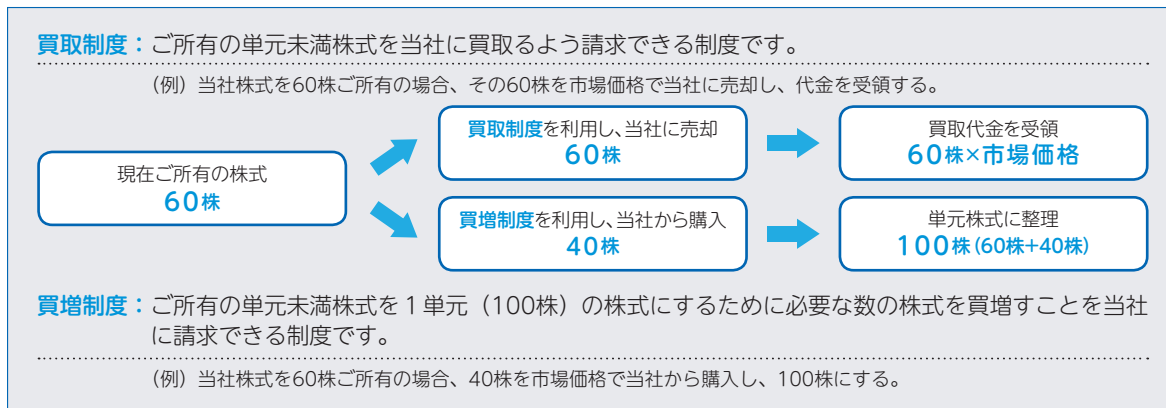 買取制度：ご所有の単元未満株式を当社に買取るよう請求できる制度です。
（例）当社株式を60株ご所有の場合、その60株を市場価格で当社に売却し、代金を受領する。
現在ご所有の株式
60株
買取制度を利用し、当社に売却
60株
買取代金を受領
60株×市場価格
買増制度を利用し、当社から購入
40株
単元株式に整理
100株（60株+40株）
買増制度：ご所有の単元未満株式を１単元（100株）の株式にするために必要な数の株式を買増すことを当社
に請求できる制度です。
（例）当社株式を60株ご所有の場合、40株を市場価格で当社から購入し、100株にする。